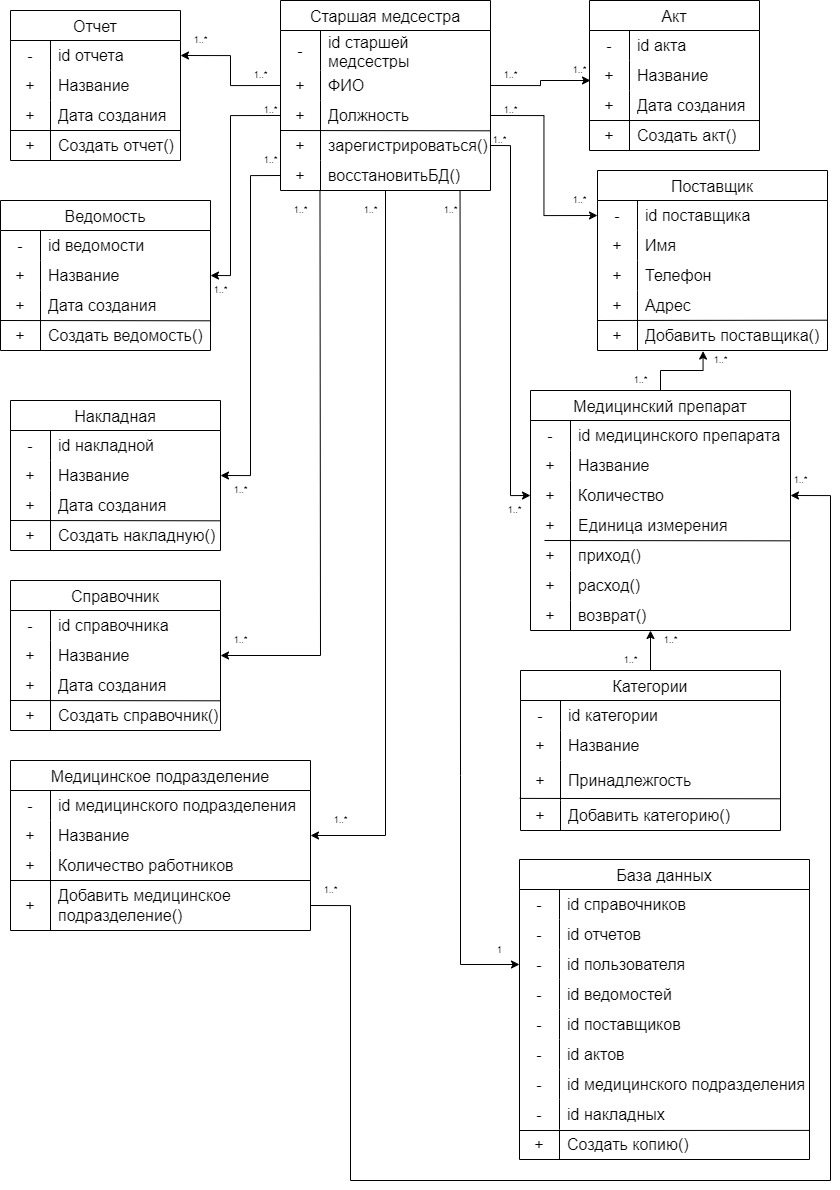 Отчет
- id отчета
+ Название
+ Дата создания
+ Создать отчет()
1..*
1..*
Старшая медсестра
- id старшей
медсестры
+ ФИО
+ Должность
+ зарегистрироваться()
+ восстановитьБД()
1..*
1..*
Акт
- id акта
+ Название
+ Дата создания
+ Создать акт()
1..*
1..*
1..*
1..*
1..*
1..*
1..*
1..*
Ведомость
- id ведомости
+ Название
+ Дата создания
+ Создать ведомость()
1..*
Поставщик
- id поставщика
+ Имя
+ Телефон
+ Адрес
+ Добавить поставщика()
1..*
1..*
Накладная
- id накладной
+ Название
+ Дата создания
+ Создать накладную()
1..*
Медицинский препарат
- id медицинского препарата
+ Название
+ Количество
+ Единица измерения
+ приход()
+ расход()
+ возврат()
1..*
1..*
1..*
1..*
Справочник
- id справочника
+ Название
+ Дата создания
+ Создать справочник()
1..*
Категории
- id категории
+ Название
+ Принадлежгость
+ Добавить категорию()
Медицинское подразделение
- id медицинского подразделения
+ Название
+ Количество работников
+ Добавить медицинское
подразделение()
1..*
1..*
База данных
- id справочников
- id отчетов
- id пользователя
- id ведомостей
- id поставщиков
- id актов
- id медицинского подразделения
- id накладных
+ Создать копию()
1